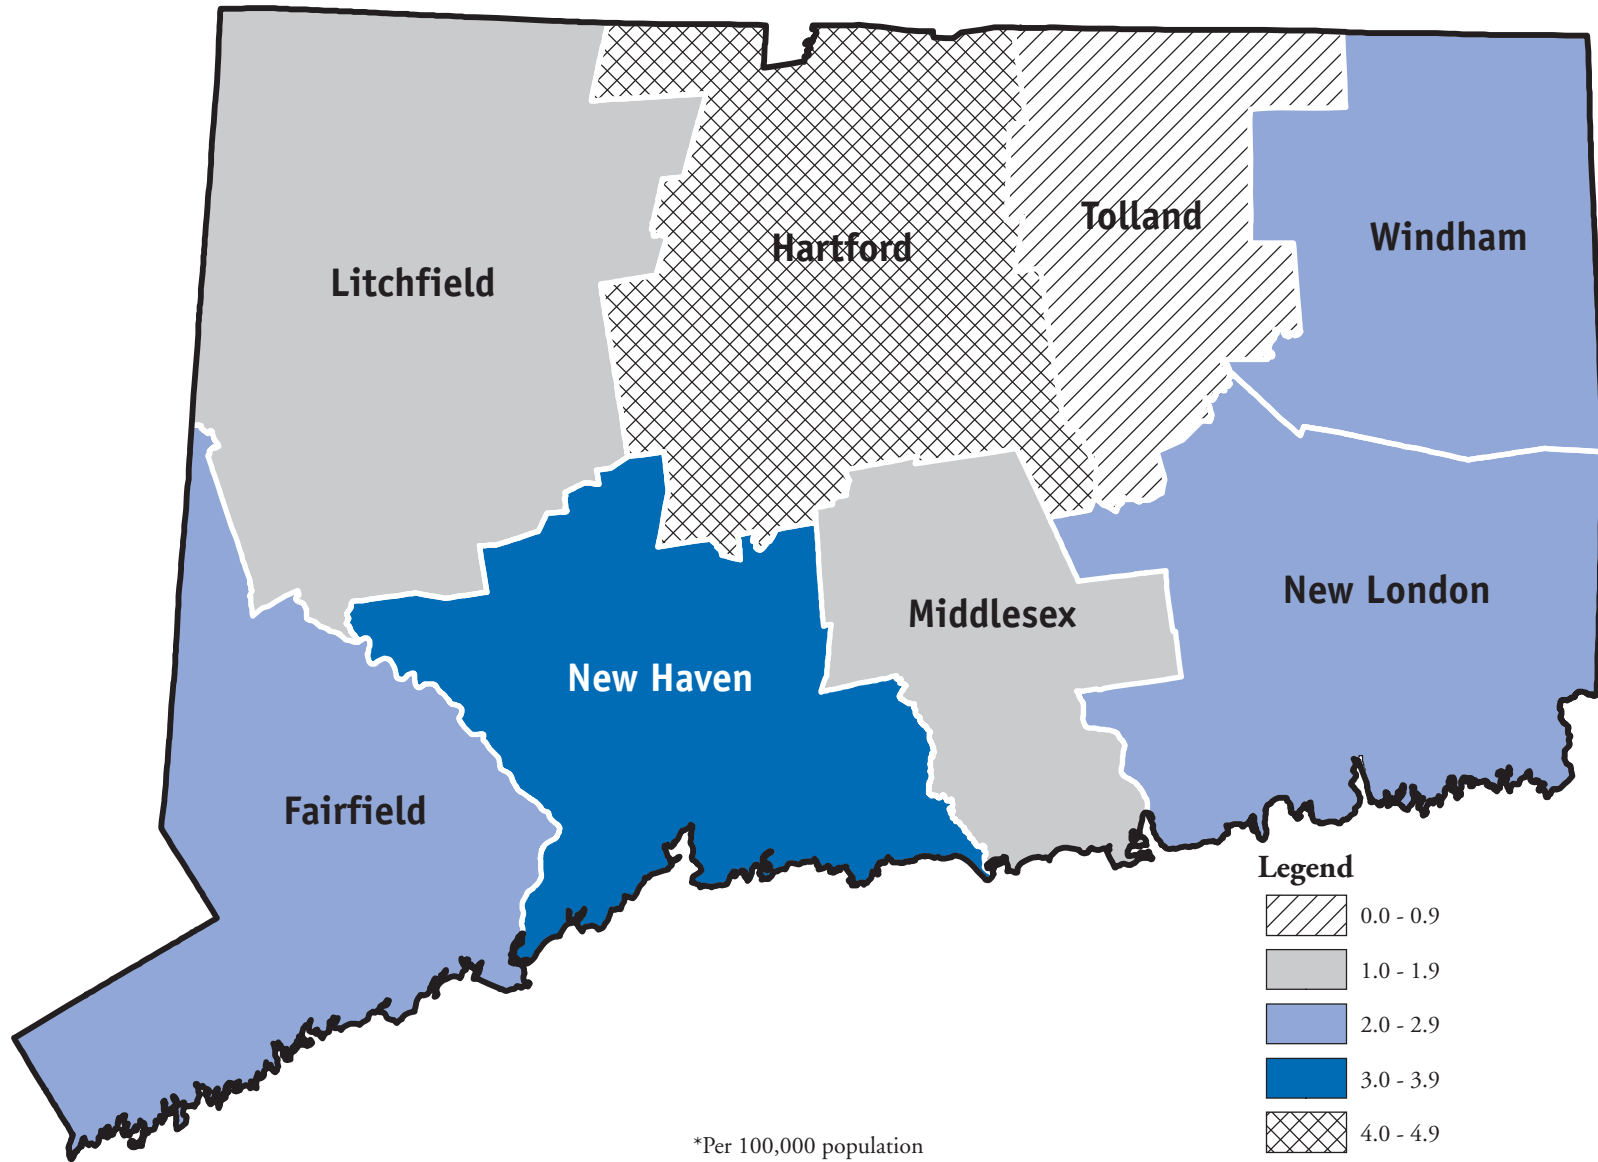 Tolland
Windham
Hartford
Litchfield
New London
Middlesex
New Haven
Fairfield
Legend
0.0 - 0.9
1.0 - 1.9
2.0 - 2.9
3.0 - 3.9
4.0 - 4.9
*Per 100,000 population